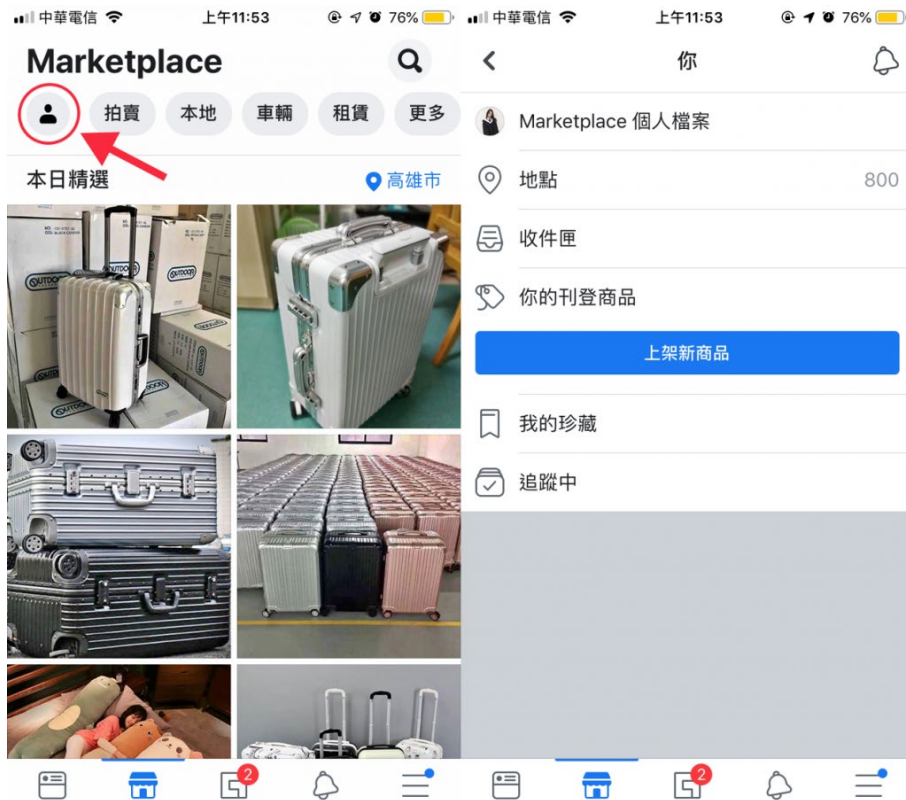 中華電信
上午11:53
76%
Marketplace
拍賣
本地
車輛
租賃
更多
本日精選
高雄市
OUTDOOR
OUTDOOR
OUTDOOR
2
中華電信
上午11:53
76%
你
Marketplace 個人檔案
地點
800
收件匣
你的刊登商品
上架新商品
我的珍藏
追蹤中
2